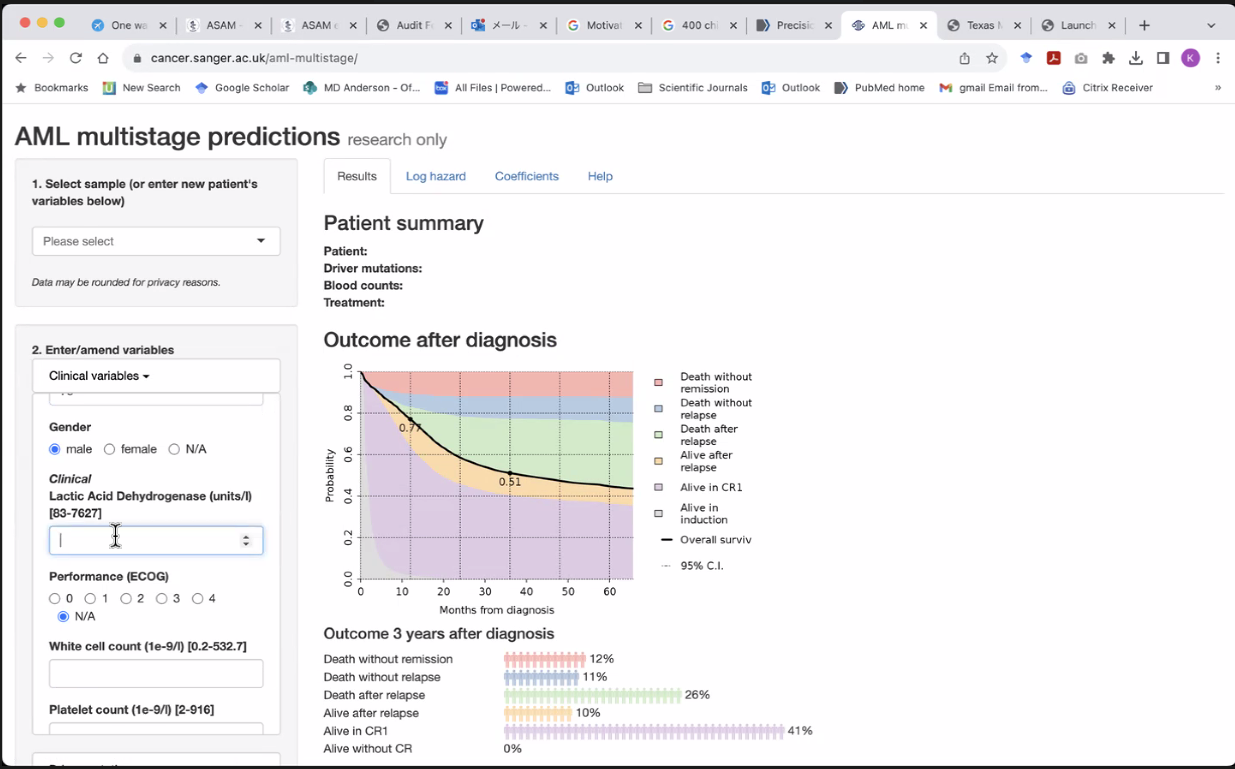 One wa
ASAM -
ASAM e
Audit F
メール -
Motivat
400 chi
Precisio
AML m
Texas M
Launch
cancer.sanger.ac.uk/aml-multistage/
K
Bookmarks
New Search
Google Scholar
MD Anderson - Of...
All Files | Powered...
Outlook
Scientific Journals
Outlook
PubMed home
gmail Email from...
Citrix Receiver
»
AML multistage predictions research only
1. Select sample (or enter new patient's
variables below)
Please select
Data may be rounded for privacy reasons.
2. Enter/amend variables
Clinical variables
Gender
male female N/A
Clinical
Lactic Acid Dehydrogenase (units/l)
[83-7627]
Performance (ECOG)
0 1 2 3 4
N/A
White cell count (1e-9/l) [0.2-532.7]
Platelet count (1e-9/l) [2-916]
Results
Log hazard
Coefficients
Help
Patient summary
Patient:
Driver mutations:
Blood counts:
Treatment:
Outcome after diagnosis
1.0
0.8
0.6
0.4
0.2
0.0
Probability
0.77
0.51
0 10 20 30 40 50 60
Months from diagnosis
Death without
remission
Death without
relapse
Death after
relapse
Alive after
relapse
Alive in CR1
Alive in
induction
Overall surviv
95% C.I.
Outcome 3 years after diagnosis
Death without remission 12%
Death without relapse 11%
Death after relapse 26%
Alive after relapse 10%
Alive in CR1 41%
Alive without CR 0%